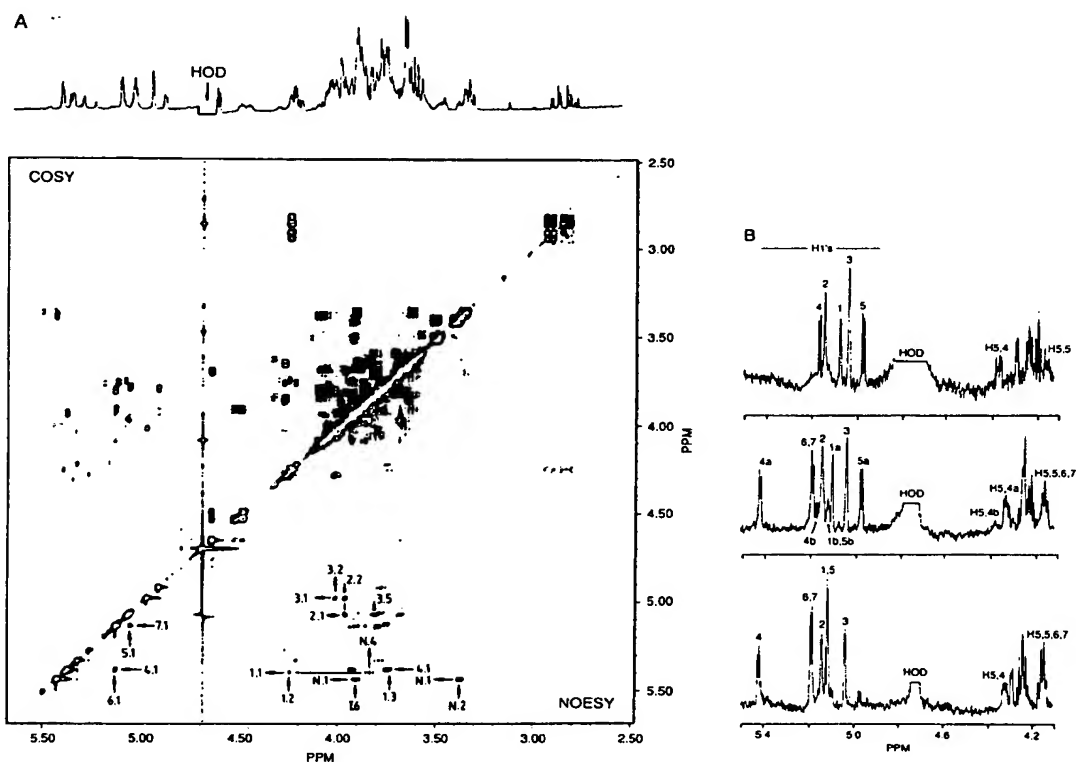 A
HOD
COSY
2.50
3.00
3.50
4.00
4.50
5.00
5.50
PPM
3.2
2.2
3.1
3.5
2.1
N.4
7.1
5.1
4.1
6.1
1.1
1.2
N.1
1.6
1.3
4.1
N.1
N.2
NOESY
5.50
5.00
4.50
4.00
3.50
3.00
2.50
PPM
B
H1's
4
2
1
3
5
HOD
H5,4
H5,5
4a
6,7
2
1a
3
5a
4b
1b,5b
HOD
H5,4b
H5,4a
H5,5,6,7
4
6,7
2
1,5
3
HOD
H5,4
H5,5,6,7
5.4
5.0
4.6
4.2
PPM